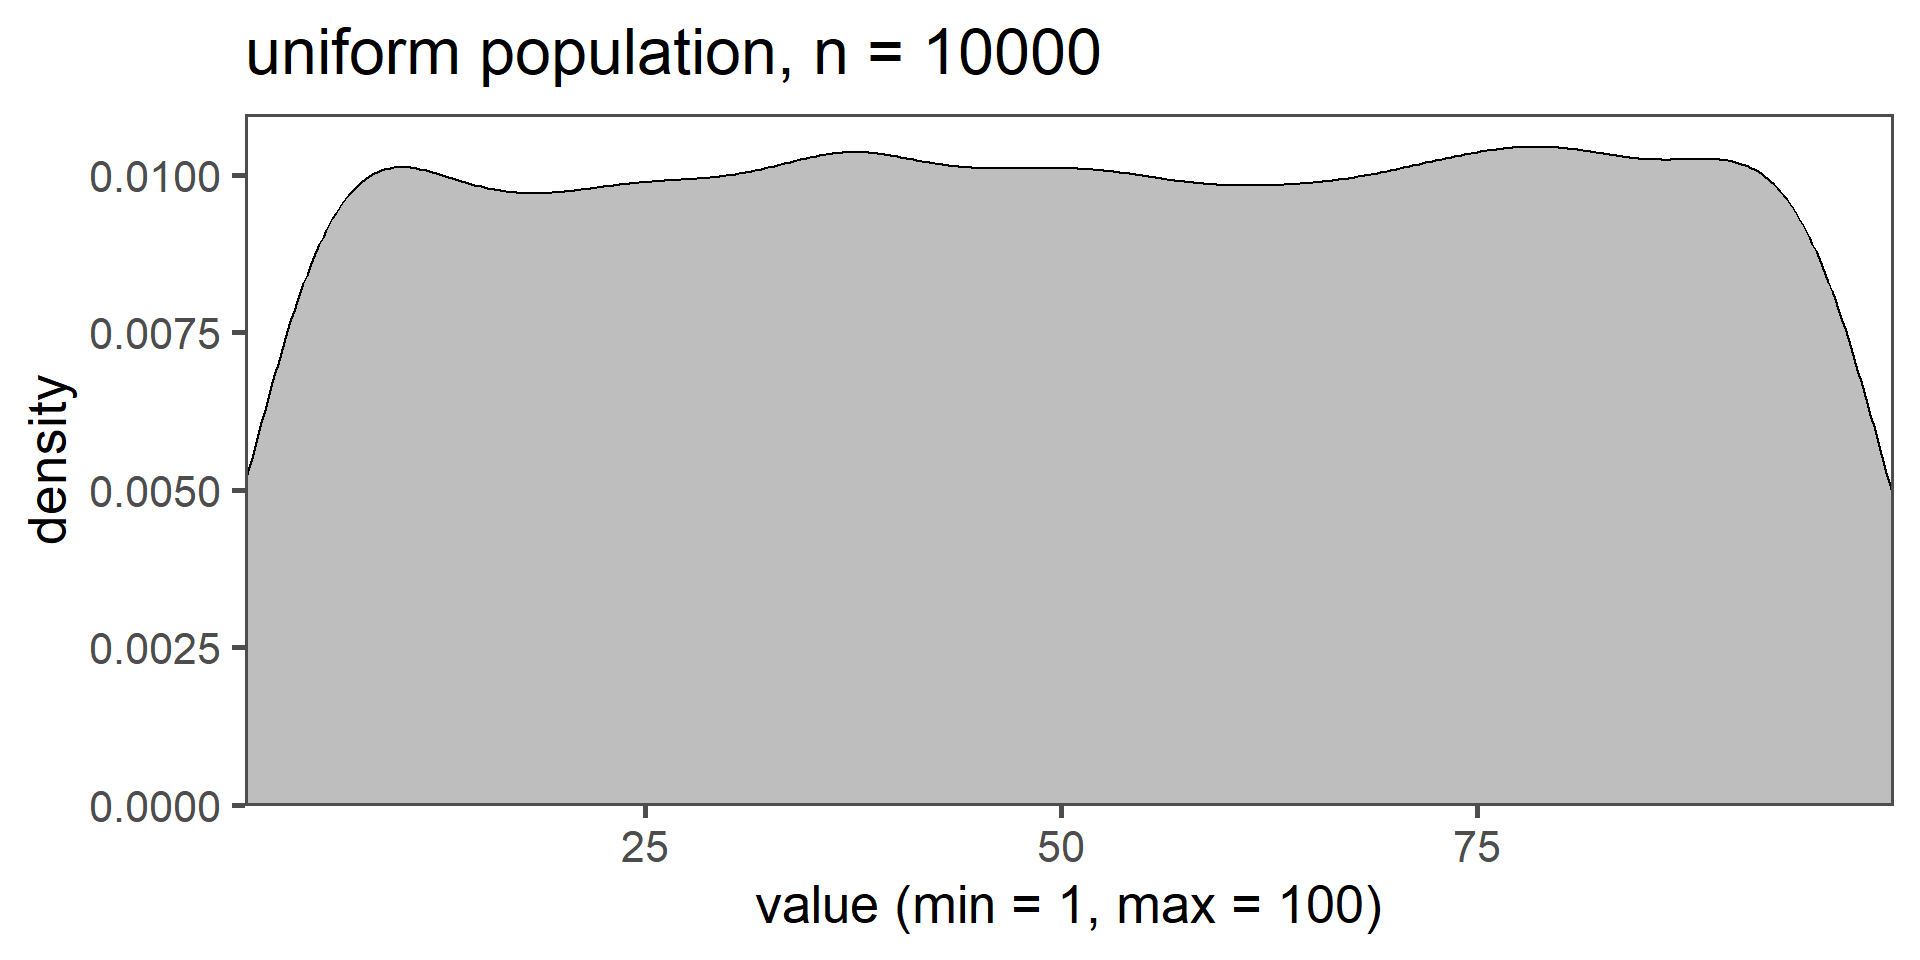 uniform population, n = 10000
density
0.0100
0.0075
0.0050
0.0025
0.0000
25
50
75
value (min = 1, max = 100)